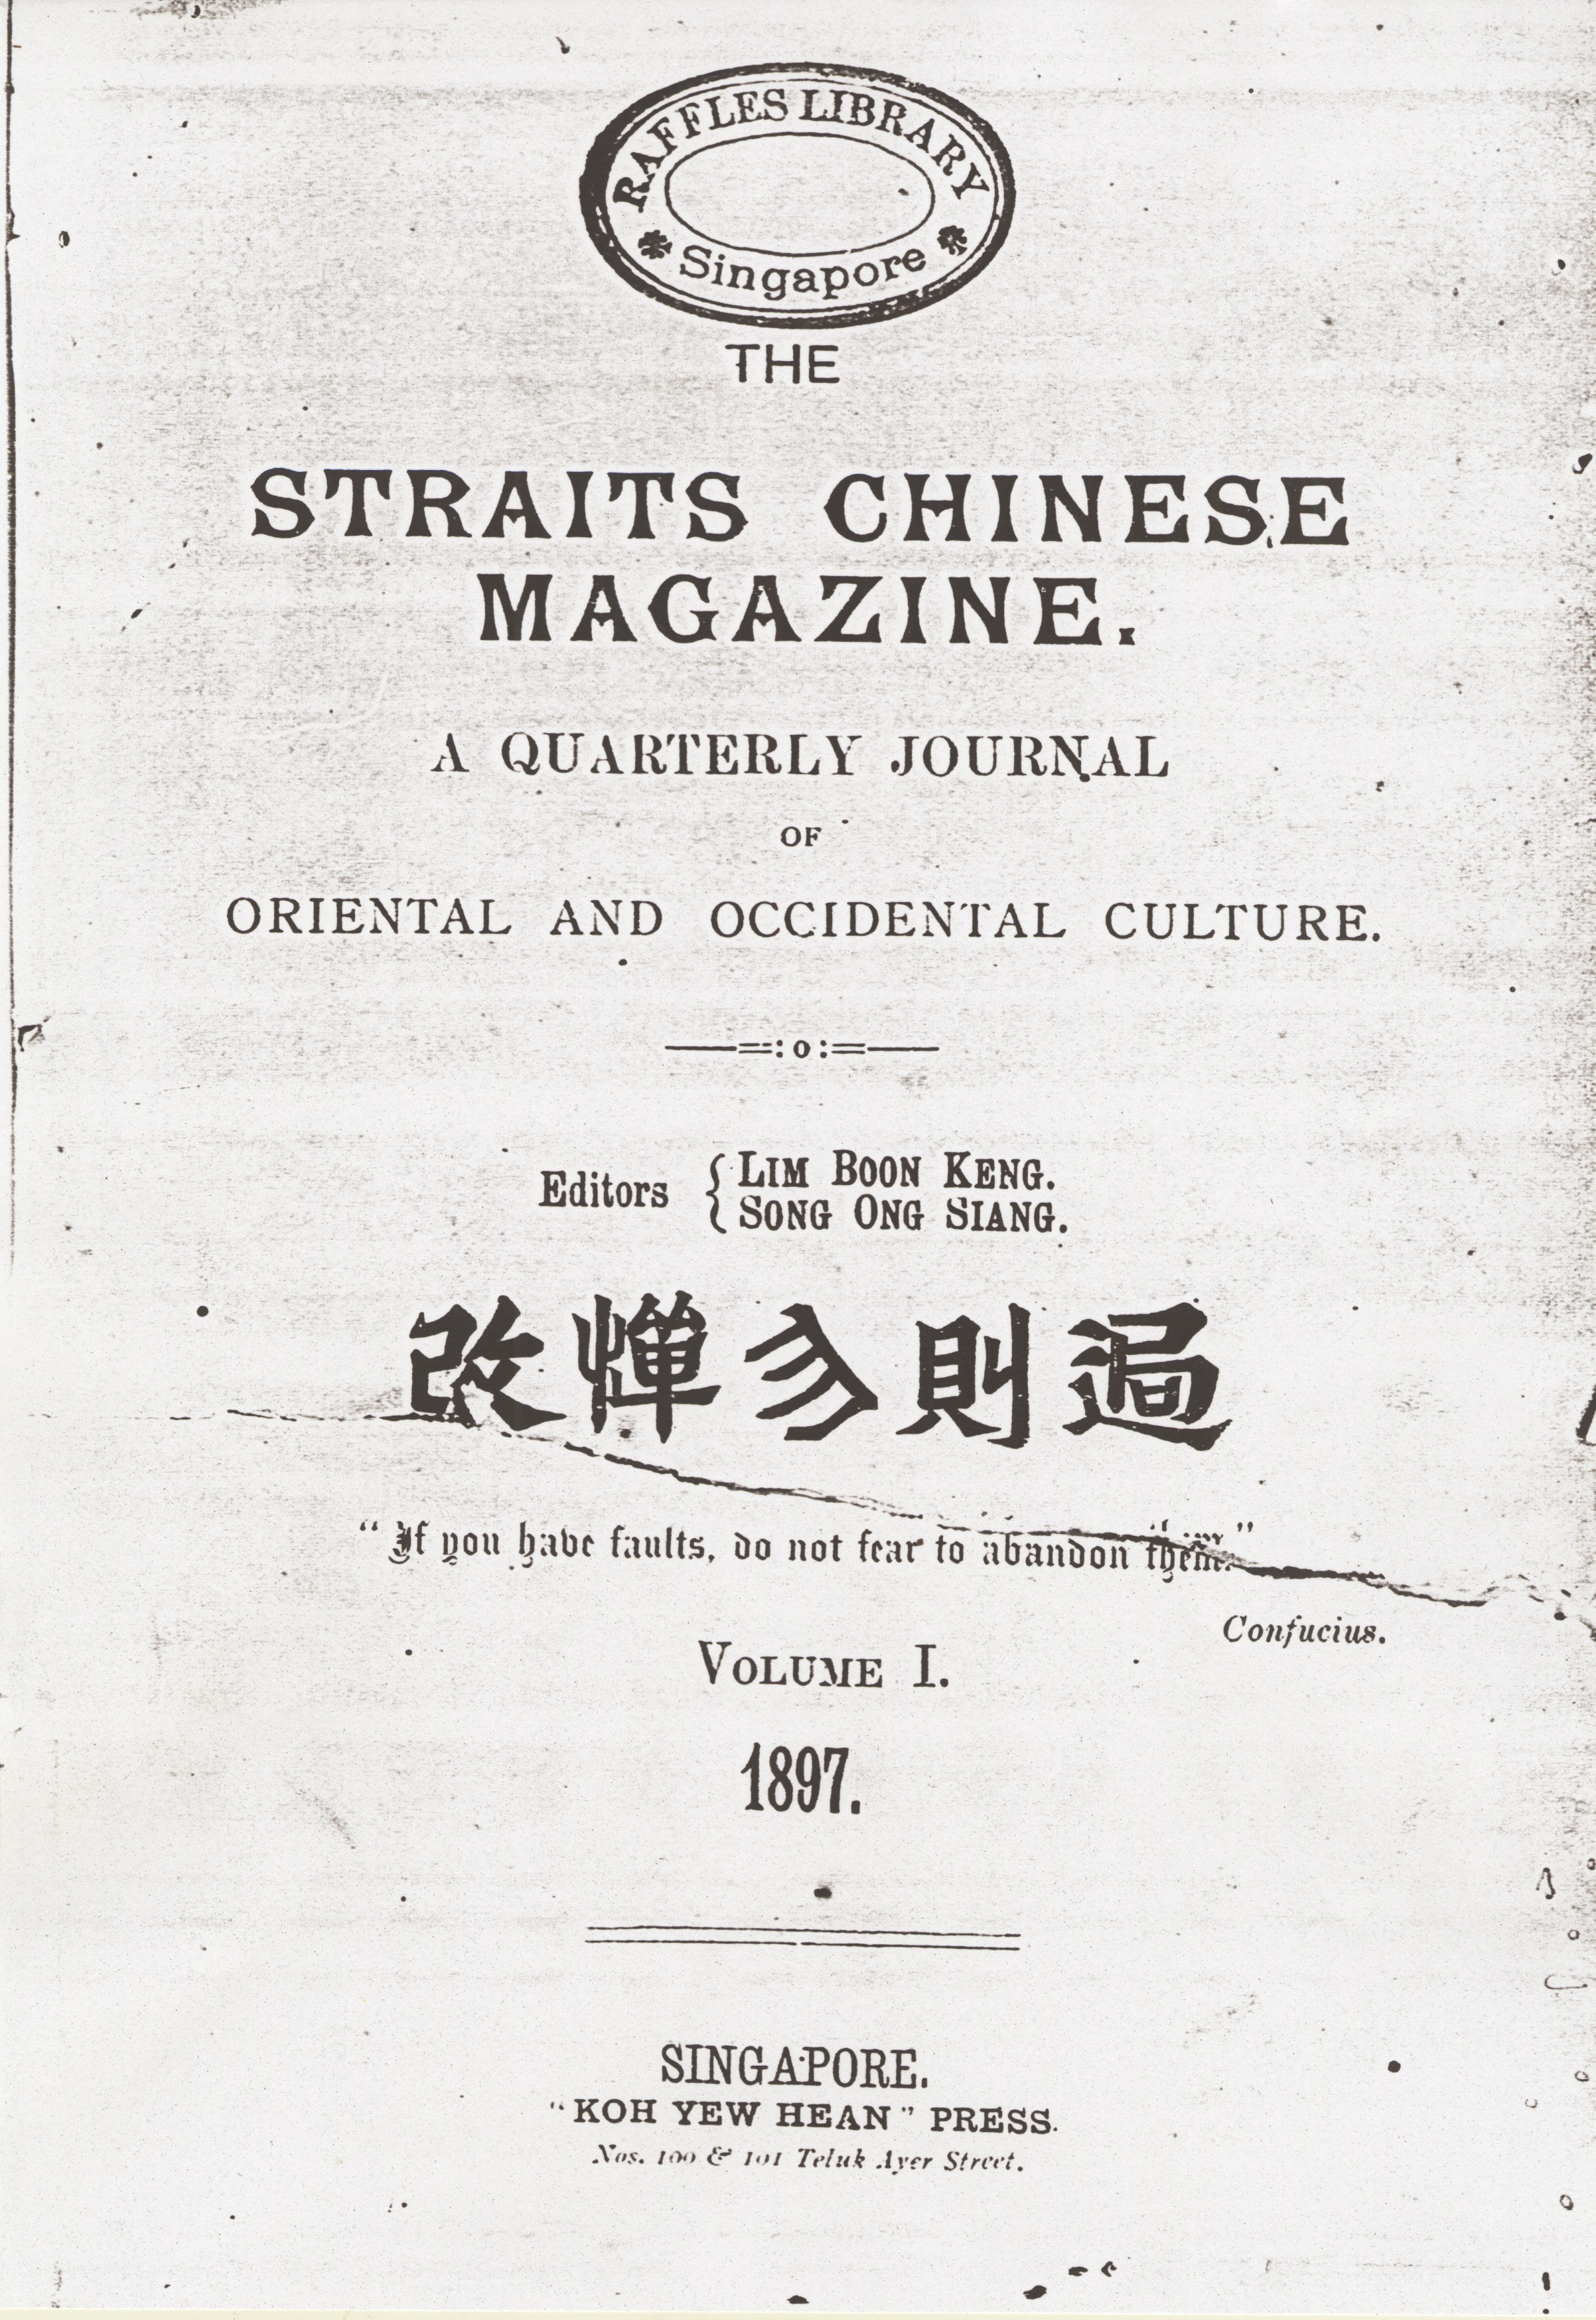 RAFFLES LIBRARY
Singapore
THE
STRAITS CHINESE
MAGAZINE.
A QUARTERLY JOURNAL
OF
ORIENTAL AND OCCIDENTAL CULTURE.
Editors { LIM BOON KENG.
SONG ONG SIANG.
過則勿憚改
“ If you have faults, do not fear to abandon them. ”
Confucius.
VOLUME I.
1897.
SINGAPORE.
“KOH YEW HEAN” PRESS.
Nos. 100 & 101 Teluk Ayer Street.